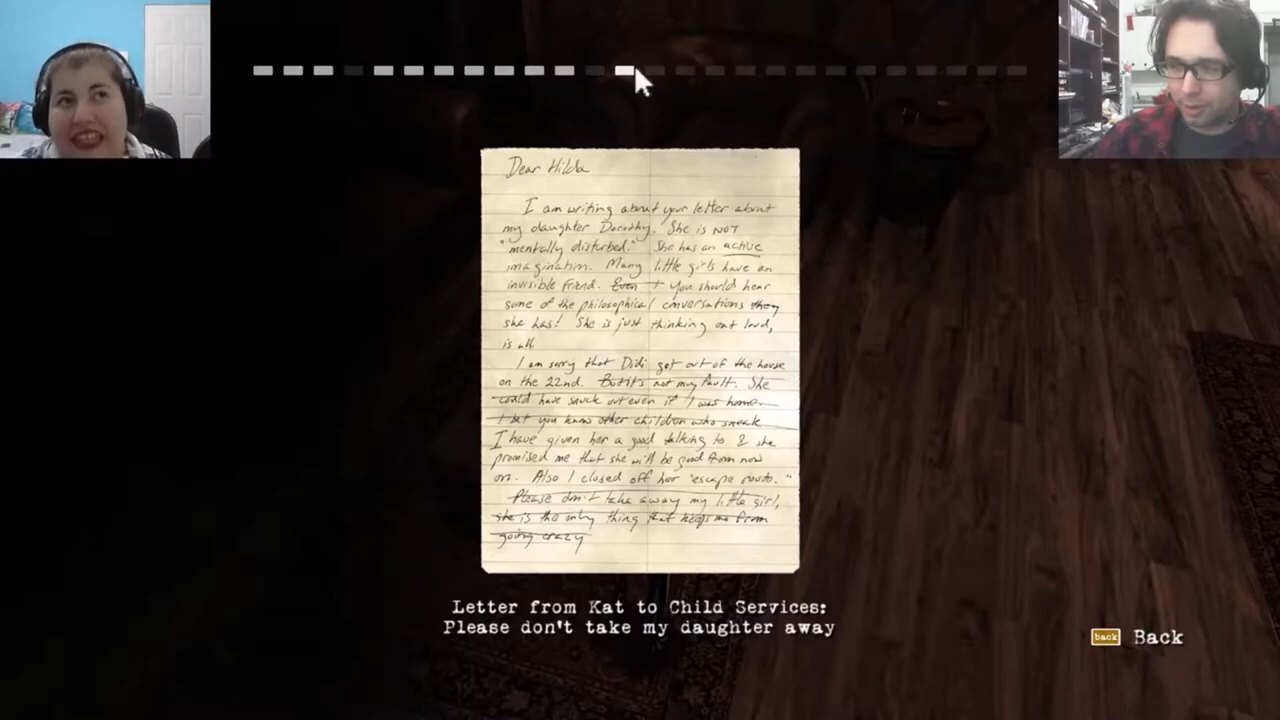 Dear Hilda
I am writing about your letter about
my daughter Dorothy. She is NOT
"mentally disturbed." She has an active
imagination. Many little girls have an
invisible friend. Even I You should hear
some of the philosophical conversations they
she has! She is just thinking out loud,
is all.
I am sorry that Didi got out of the house
on the 22nd. But it's not my fault. She
could have snuck out even if I was home.
I bet you know other children who sneak
I have given her a good talking to & she
promised me that she will be good from now
on. Also I closed off her "escape route."
Please don't take away my little girl,
she is the only thing that keeps me from
going crazy
Letter from Kat to Child Services:
Please don't take my daughter away
back Back